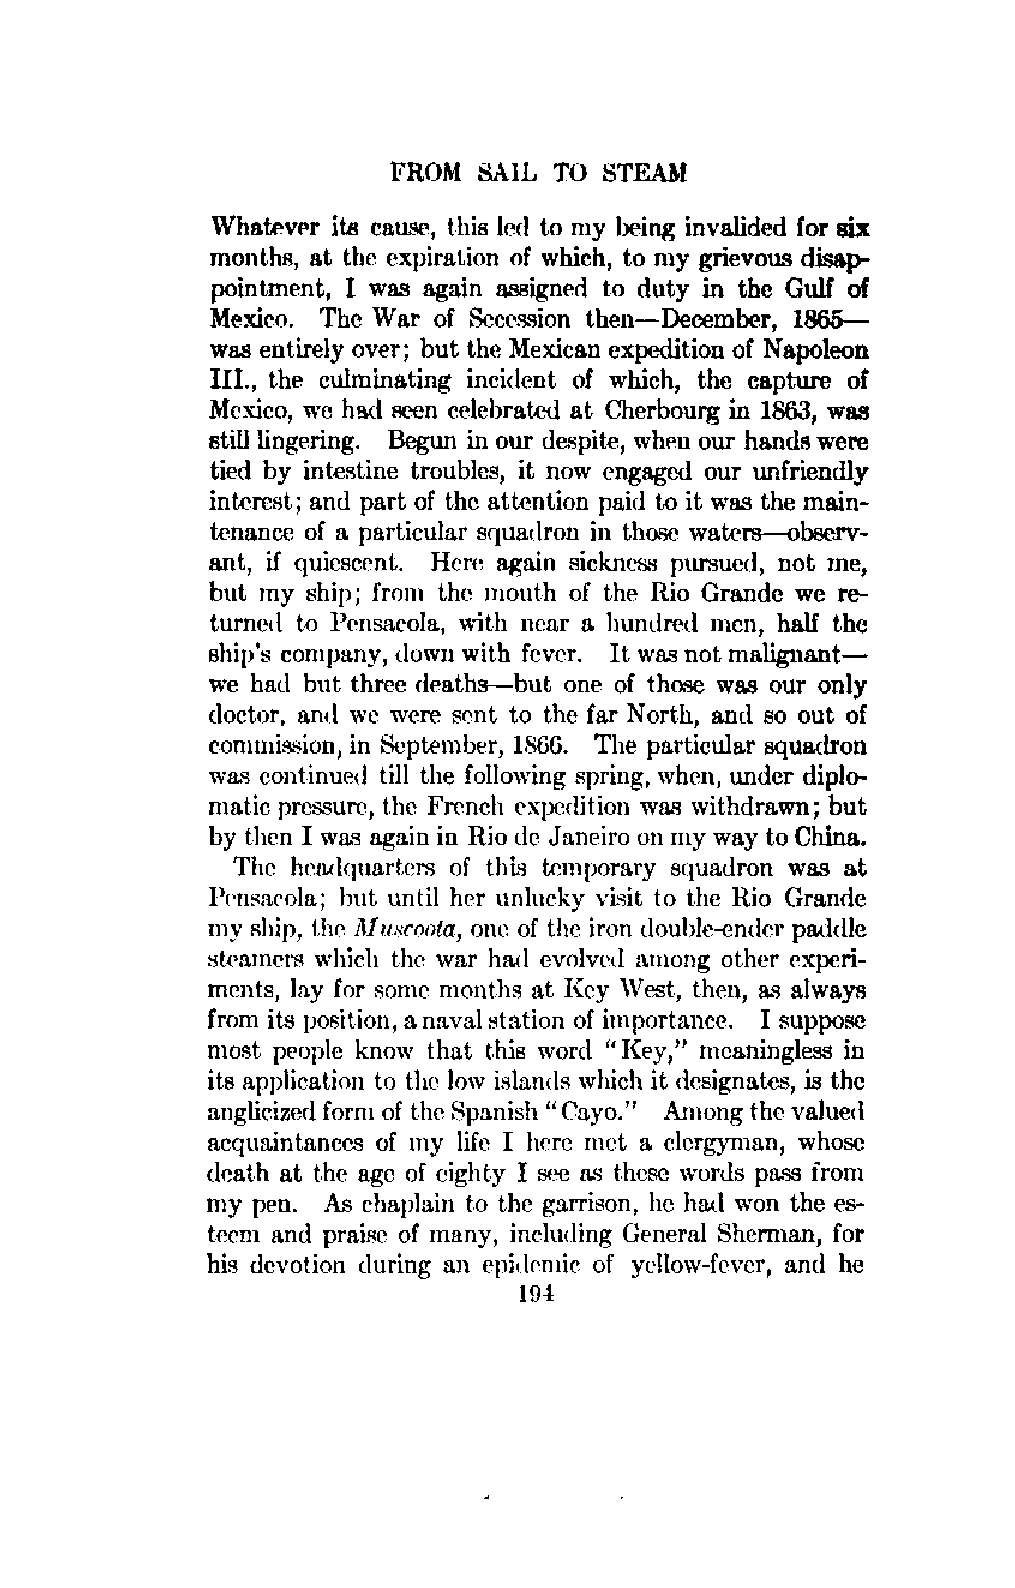 FROM SAIL TO STEAM
Whatever its cause, this led to my being invalided for six
months, at the expiration of which, to my grievous disap-
pointment, I was again assigned to duty in the Gulf of
Mexico. The War of Secession then—December, 1865—
was entirely over; but the Mexican expedition of Napoleon
III., the culminating incident of which, the capture of
Mexico, we had seen celebrated at Cherbourg in 1863, was
still lingering. Begun in our despite, when our hands were
tied by intestine troubles, it now engaged our unfriendly
interest; and part of the attention paid to it was the main-
tenance of a particular squadron in those waters—observ-
ant, if quiescent. Here again sickness pursued, not me,
but my ship; from the mouth of the Rio Grande we re-
turned to Pensacola, with near a hundred men, half the
ship's company, down with fever. It was not malignant—
we had but three deaths—but one of those was our only
doctor, and we were sent to the far North, and so out of
commission, in September, 1866. The particular squadron
was continued till the following spring, when, under diplo-
matic pressure, the French expedition was withdrawn; but
by then I was again in Rio de Janeiro on my way to China.
The headquarters of this temporary squadron was at
Pensacola; but until her unlucky visit to the Rio Grande
my ship, the Muscoota, one of the iron double-ender paddle
steamers which the war had evolved among other experi-
ments, lay for some months at Key West, then, as always
from its position, a naval station of importance. I suppose
most people know that this word "Key," meaningless in
its application to the low islands which it designates, is the
anglicized form of the Spanish "Cayo." Among the valued
acquaintances of my life I here met a clergyman, whose
death at the age of eighty I see as these words pass from
my pen. As chaplain to the garrison, he had won the es-
teem and praise of many, including General Sherman, for
his devotion during an epidemic of yellow-fever, and he
194